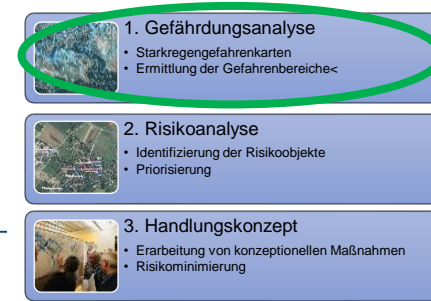 1. Gefährdungsanalyse
• Starkregengefahrenkarten
• Ermittlung der Gefahrenbereiche<
2. Risikoanalyse
• Identifizierung der Risikoobjekte
• Priorisierung
3. Handlungskonzept
• Erarbeitung von konzeptionellen Maßnahmen
• Risikominimierung